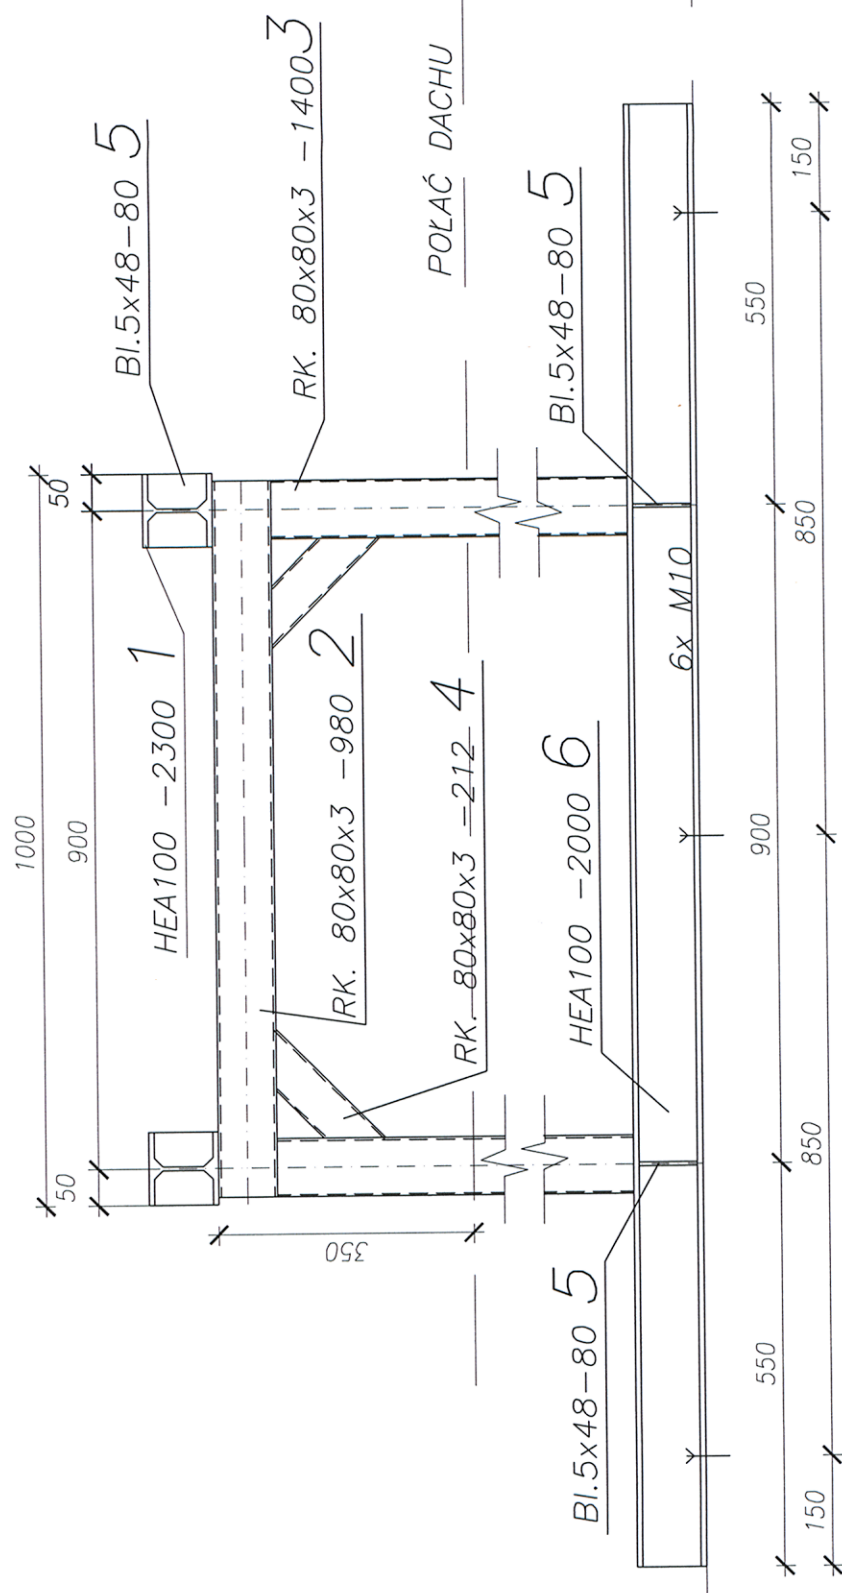 1000
50
900
50
Bl.5x48-80 5
HEA100 -2300 1
RK. 80x80x3 -1400 3
RK. 80x80x3 -980 2
350
POŁAĆ DACHU
RK. 80x80x3 -212 4
Bl.5x48-80 5
HEA100 -2000 6
Bl.5x48-80 5
6x M10
550
900
550
150
850
850
150